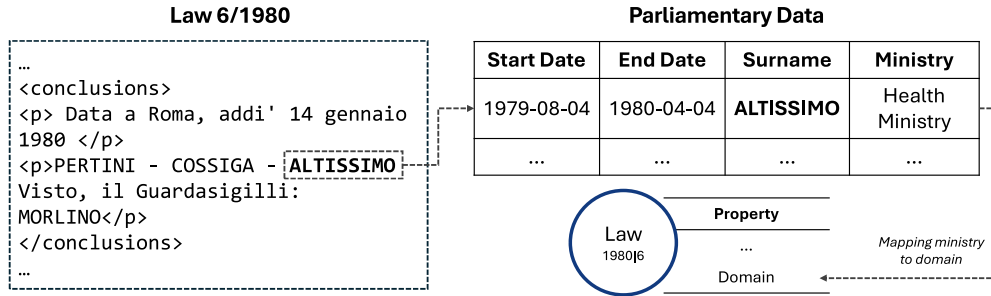 Law 6/1980
…
<conclusions>
<p> Data a Roma, addi' 14 gennaio
1980 </p>
<p>PERTINI - COSSIGA - ALTISSIMO
Visto, il Guardasigilli:
MORLINO</p>
</conclusions>
…
Parliamentary Data
Start Date End Date Surname Ministry
1979-08-04 1980-04-04 ALTISSIMO Health
Ministry
… … … …
Law
1980|6
Property
…
Domain
Mapping ministry
to domain